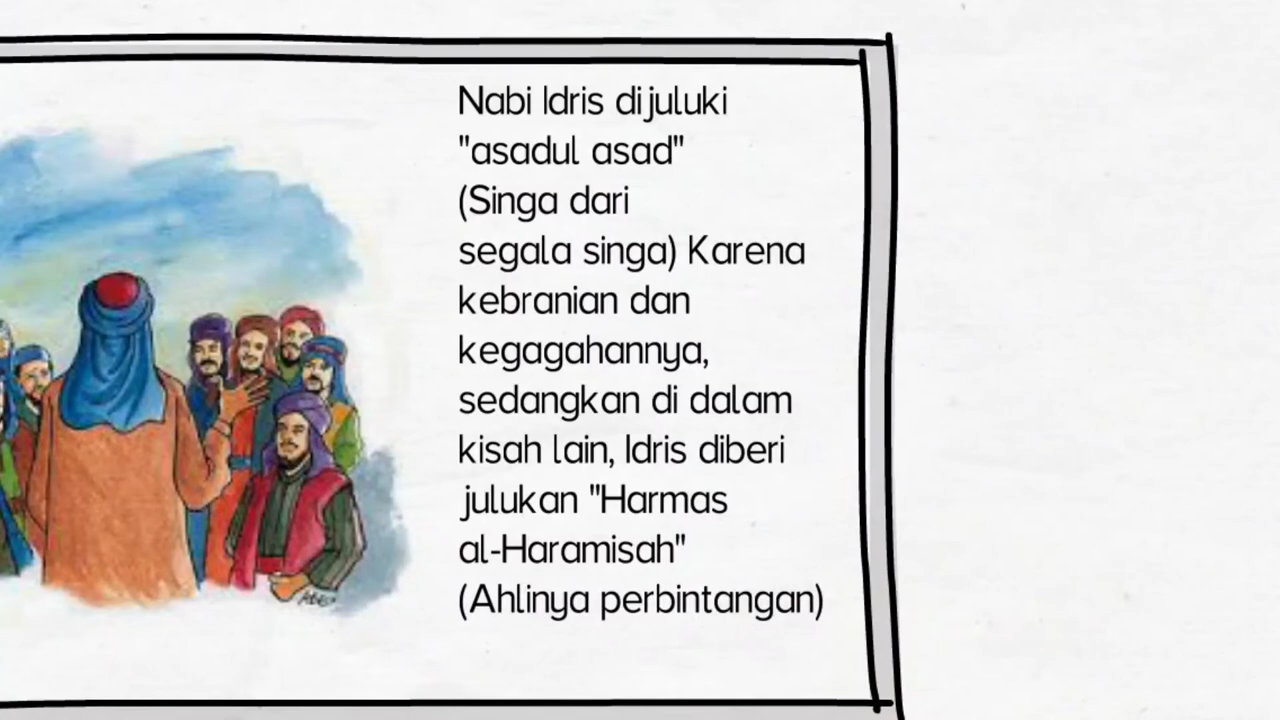 Nabi Idris dijuluki
"asadul asad"
(Singa dari
segala singa) Karena
kebranian dan
kegagahannya,
sedangkan di dalam
kisah lain, Idris diberi
julukan "Harmas
al-Haramisah"
(Ahlinya perbintangan)